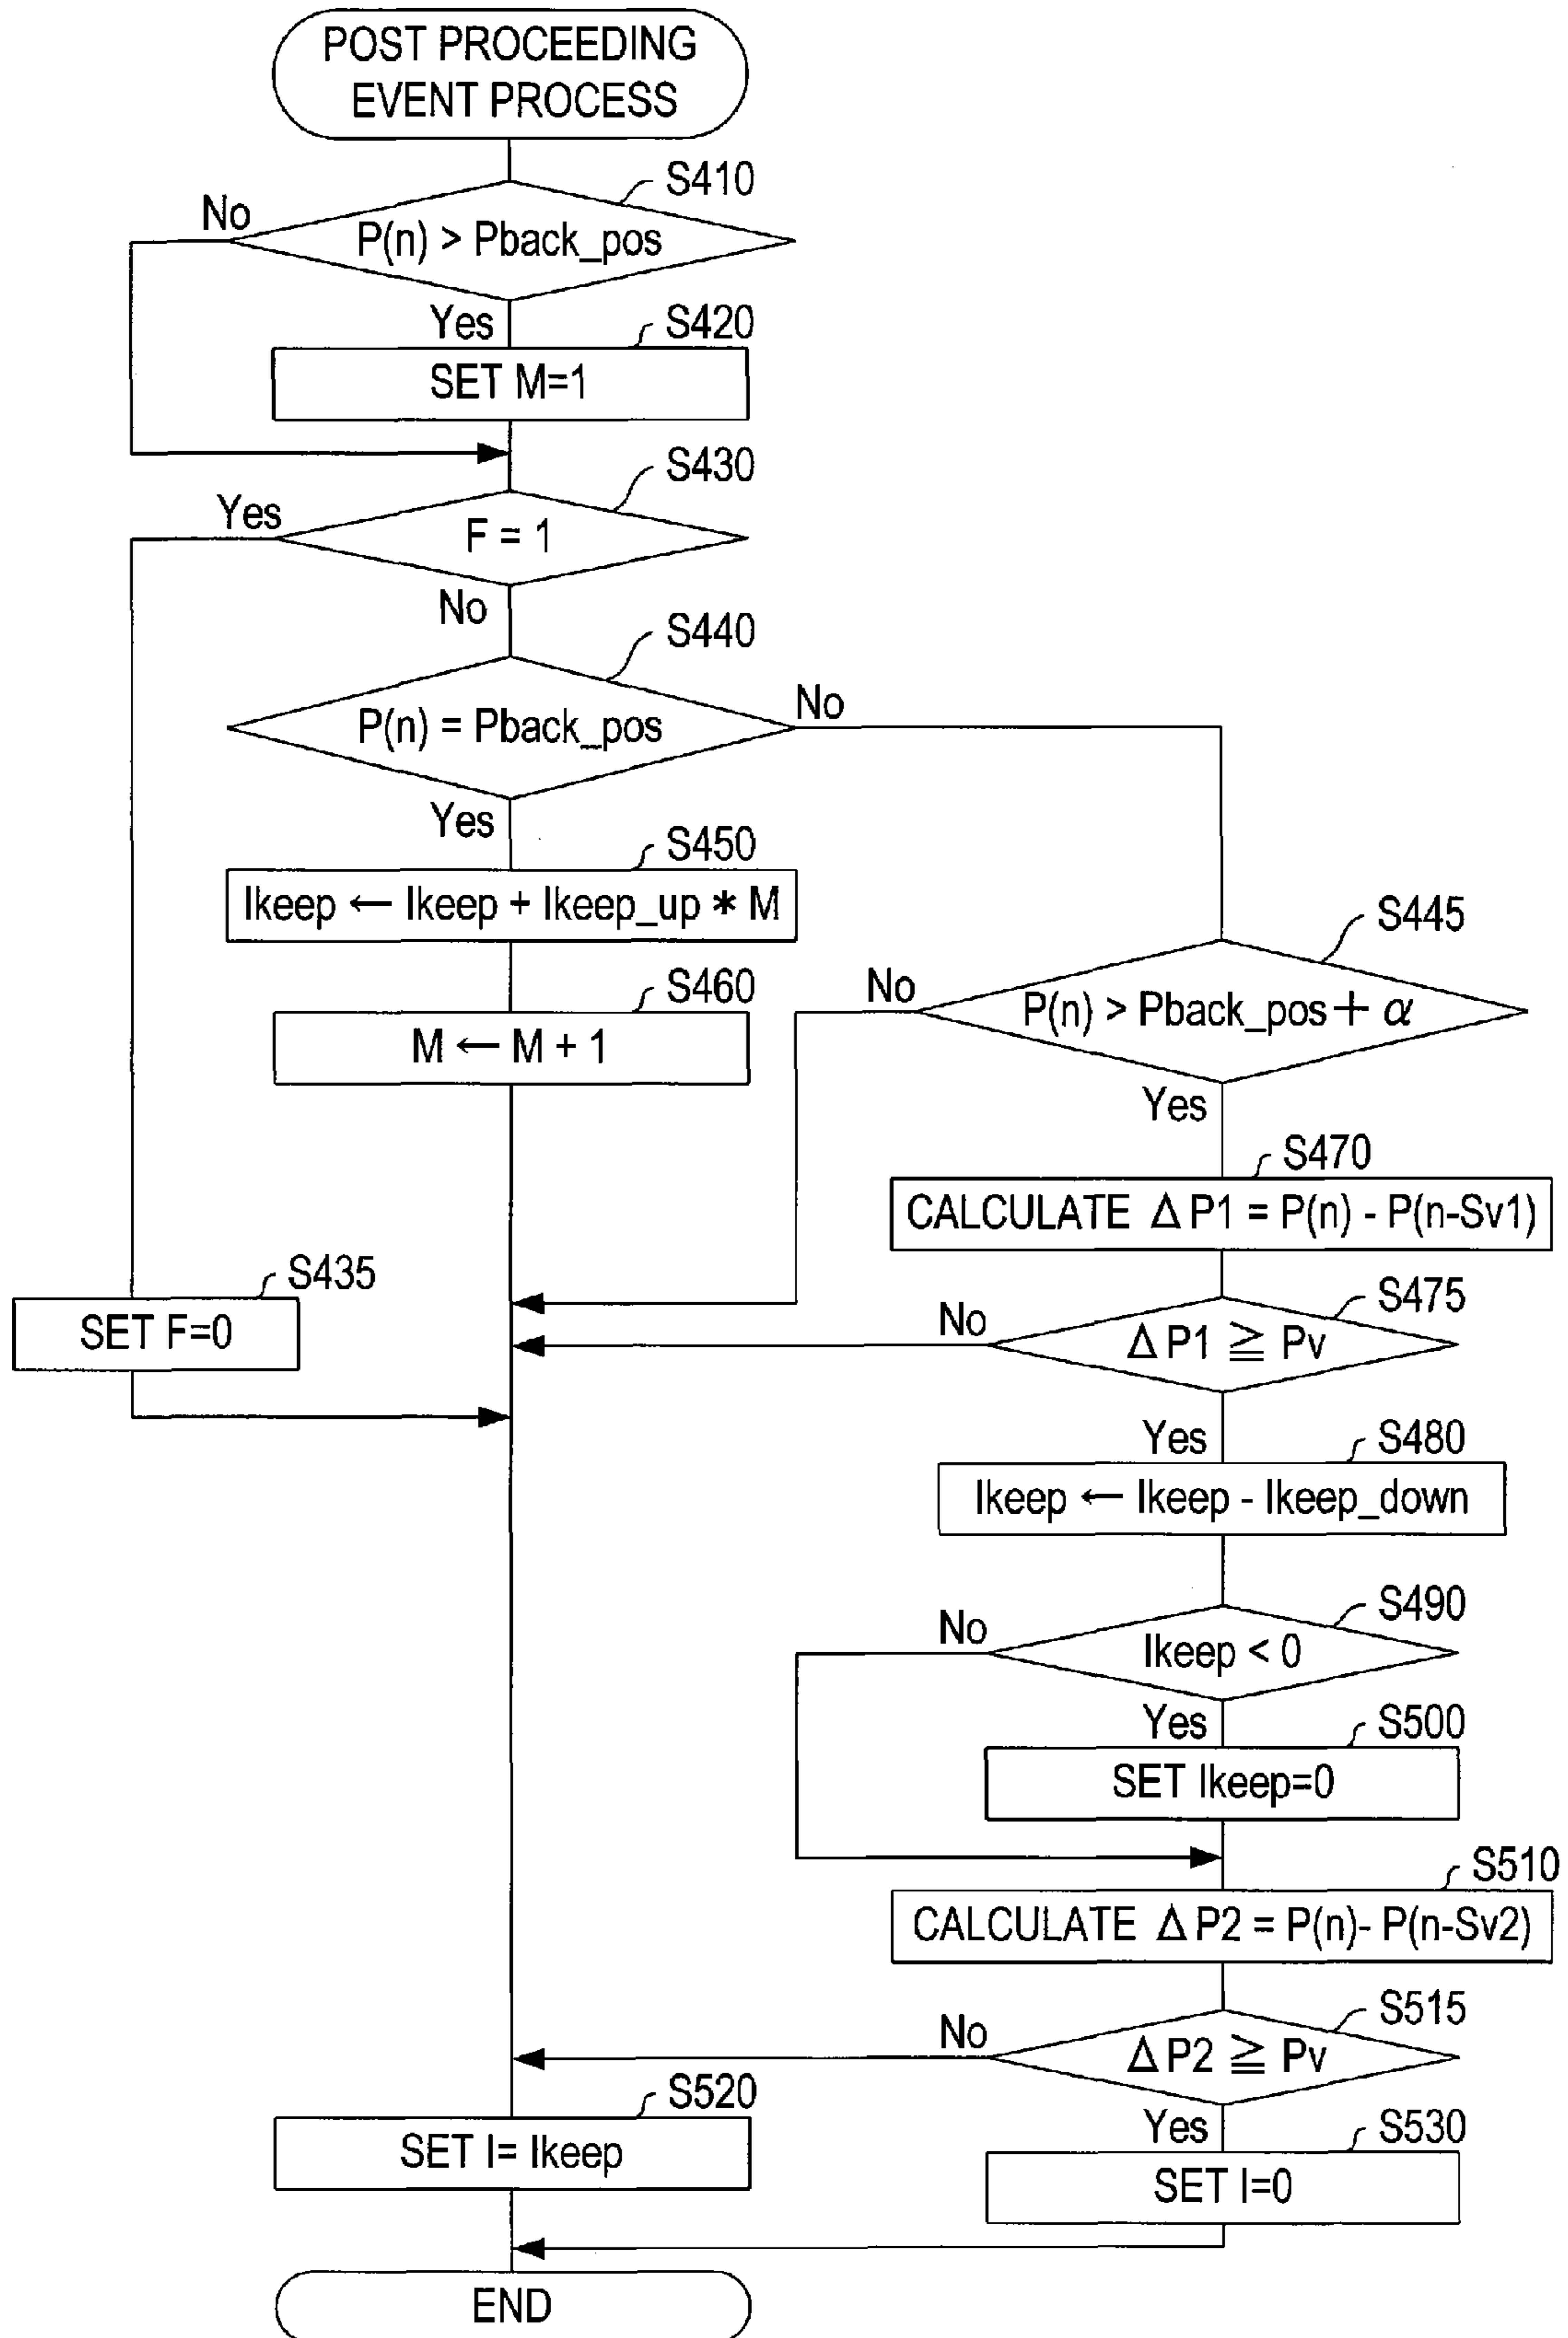 POST PROCEEDING
EVENT PROCESS
S410
No
P(n) > Pback_pos
Yes
S420
SET M=1
S430
Yes
F = 1
No
S440
P(n) = Pback_pos
No
Yes
S450
Ikeep ← Ikeep + Ikeep_up * M
S445
No
P(n) > Pback_pos + α
Yes
S460
M ← M + 1
S470
CALCULATE ΔP1 = P(n) - P(n-Sv1)
S435
SET F=0
S475
No
ΔP1 ≧ Pv
Yes
S480
Ikeep ← Ikeep - Ikeep_down
S490
No
Ikeep < 0
Yes
S500
SET Ikeep=0
S510
CALCULATE ΔP2 = P(n)- P(n-Sv2)
S515
No
ΔP2 ≧ Pv
Yes
S520
SET I= Ikeep
S530
SET I=0
END